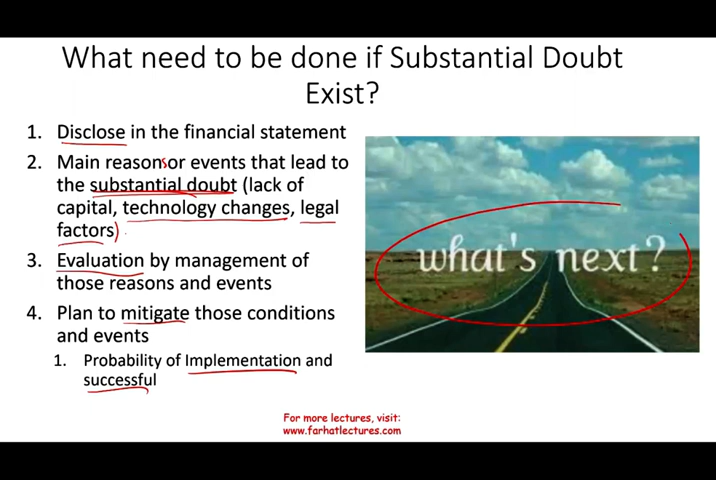 What need to be done if Substantial Doubt
Exist?
1. Disclose in the financial statement
2. Main reasonsor events that lead to
the substantial doubt (lack of
capital, technology changes, legal
factors)
3. Evaluation by management of
those reasons and events
4. Plan to mitigate those conditions
and events
1. Probability of Implementation and
successful
what's next?
For more lectures, visit:
www.farhatlectures.com